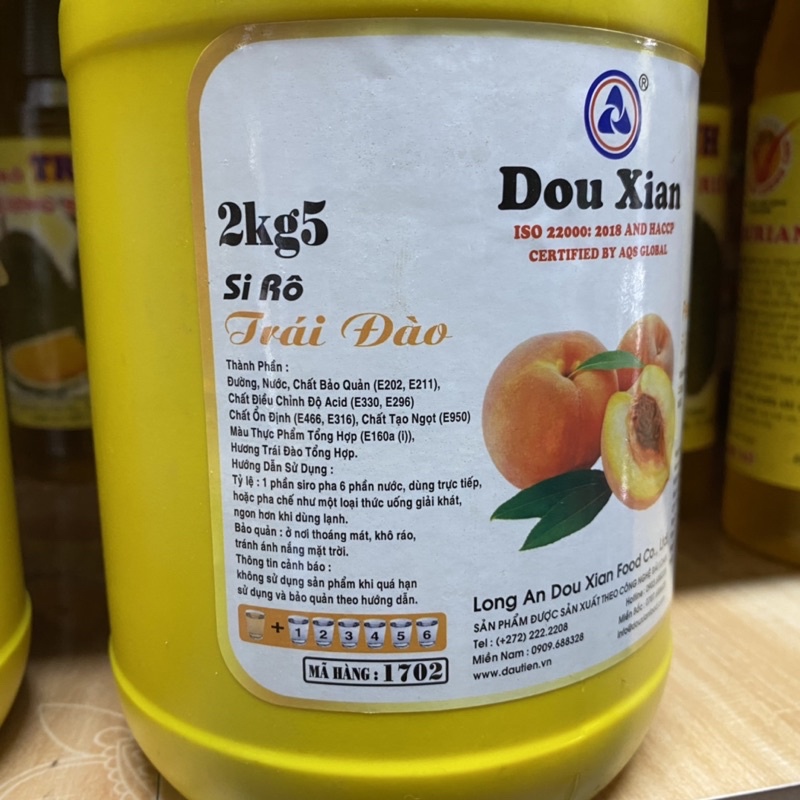 ®
Dou Xian
ISO 22000: 2018 AND HACCP
CERTIFIED BY AQS GLOBAL
2kg5
Si Rô
Trái Đào
Thành Phần :
Đường, Nước, Chất Bảo Quản (E202, E211),
Chất Điều Chỉnh Độ Acid (E330, E296)
Chất Ổn Định (E466, E316), Chất Tạo Ngọt (E950)
Màu Thực Phẩm Tổng Hợp (E160a (i)),
Hương Trái Đào Tổng Hợp.
Hướng Dẫn Sử Dụng :
Tỷ lệ : 1 phần siro pha 6 phần nước, dùng trực tiếp,
hoặc pha chế như một loại thức uống giải khát,
ngon hơn khi dùng lạnh.
Bảo quản : ở nơi thoáng mát, khô ráo,
tránh ánh nắng mặt trời.
Thông tin cảnh báo :
không sử dụng sản phẩm khi quá hạn
sử dụng và bảo quản theo hướng dẫn.
+ 1 2 3 4 5 6
MÃ HÀNG : 1702
Long An Dou Xian Food Co., Ltd
SẢN PHẨM ĐƯỢC SẢN XUẤT THEO CÔNG NGHỆ
Tel : (+272) 222.2208
Hotline :
Miền Nam : 0909.688328
Miền Bắc :
www.dautien.vn